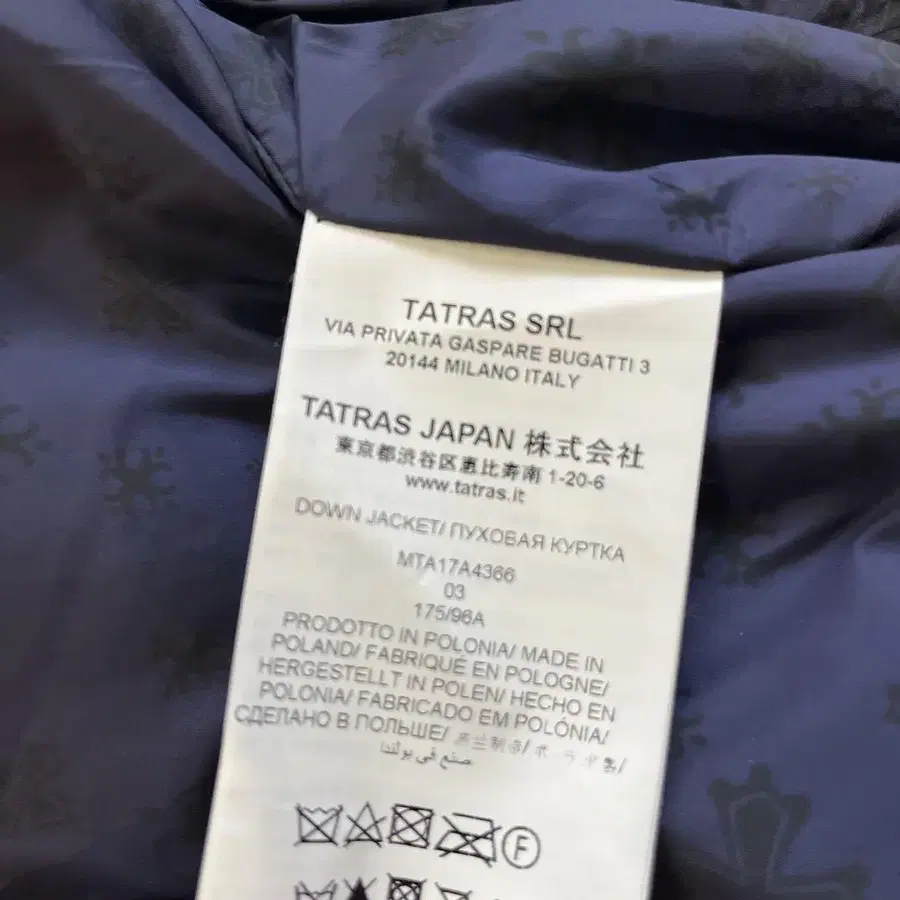 TATRAS SRL
VIA PRIVATA GASPARE BUGATTI 3
20144 MILANO ITALY
TATRAS JAPAN 株式会社
東京都渋谷区恵比寿南 1-20-6
www.tatras.it
DOWN JACKET/ ПУХОВАЯ КУРТКА
MTA17A4366
03
175/96A
PRODOTTO IN POLONIA/ MADE IN
POLAND/ FABRIQUÉ EN POLOGNE/
HERGESTELLT IN POLEN/ HECHO EN
POLONIA/ FABRICADO EM POLÓNIA/
СДЕЛАНО В ПОЛЬШЕ/ 波兰制造/ ポーランド製/
صنع في بولندا
F